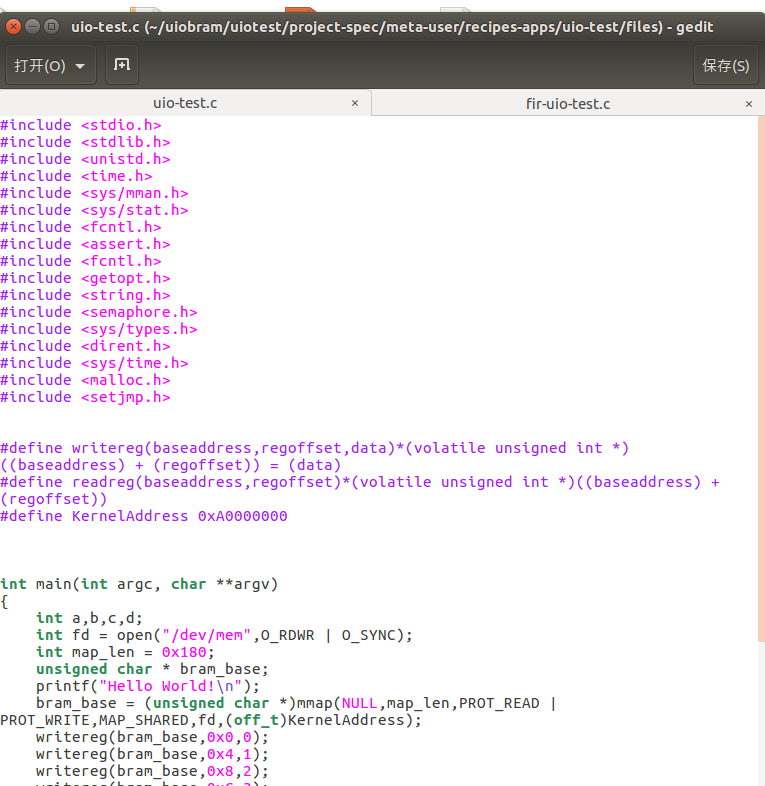 uio-test.c (~/uiobram/uiotest/project-spec/meta-user/recipes-apps/uio-test/files) - gedit
打开(O)
保存(S)
uio-test.c ×
fir-uio-test.c ×
#include <stdio.h>
#include <stdlib.h>
#include <unistd.h>
#include <time.h>
#include <sys/mman.h>
#include <sys/stat.h>
#include <fcntl.h>
#include <assert.h>
#include <fcntl.h>
#include <getopt.h>
#include <string.h>
#include <semaphore.h>
#include <sys/types.h>
#include <dirent.h>
#include <sys/time.h>
#include <malloc.h>
#include <setjmp.h>
#define writereg(baseaddress,regoffset,data)*(volatile unsigned int *)
((baseaddress) + (regoffset)) = (data)
#define readreg(baseaddress,regoffset)*(volatile unsigned int *)((baseaddress) +
(regoffset))
#define KernelAddress 0xA0000000
int main(int argc, char **argv)
{
    int a,b,c,d;
    int fd = open("/dev/mem",O_RDWR | O_SYNC);
    int map_len = 0x180;
    unsigned char * bram_base;
    printf("Hello World!\n");
    bram_base = (unsigned char *)mmap(NULL,map_len,PROT_READ |
PROT_WRITE,MAP_SHARED,fd,(off_t)KernelAddress);
    writereg(bram_base,0x0,0);
    writereg(bram_base,0x4,1);
    writereg(bram_base,0x8,2);